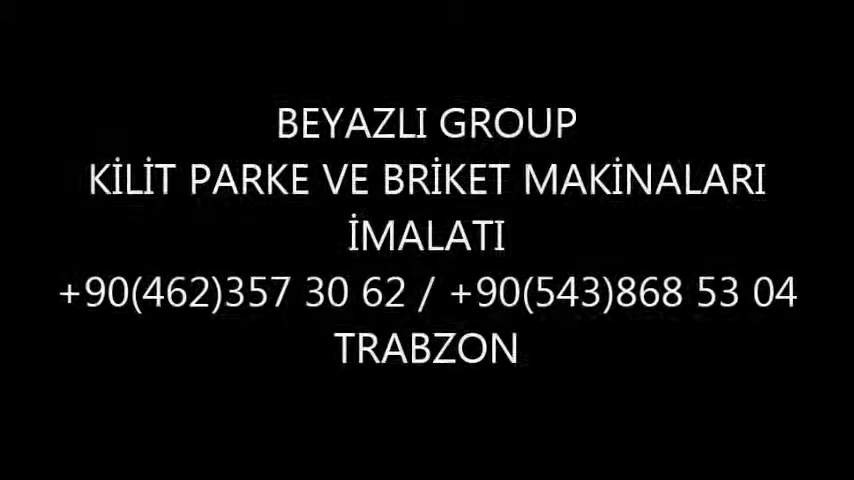 BEYAZLI GROUP
KİLİT PARKE VE BRİKET MAKİNALARI
İMALATI
+90(462)357 30 62 / +90(543)868 53 04
TRABZON